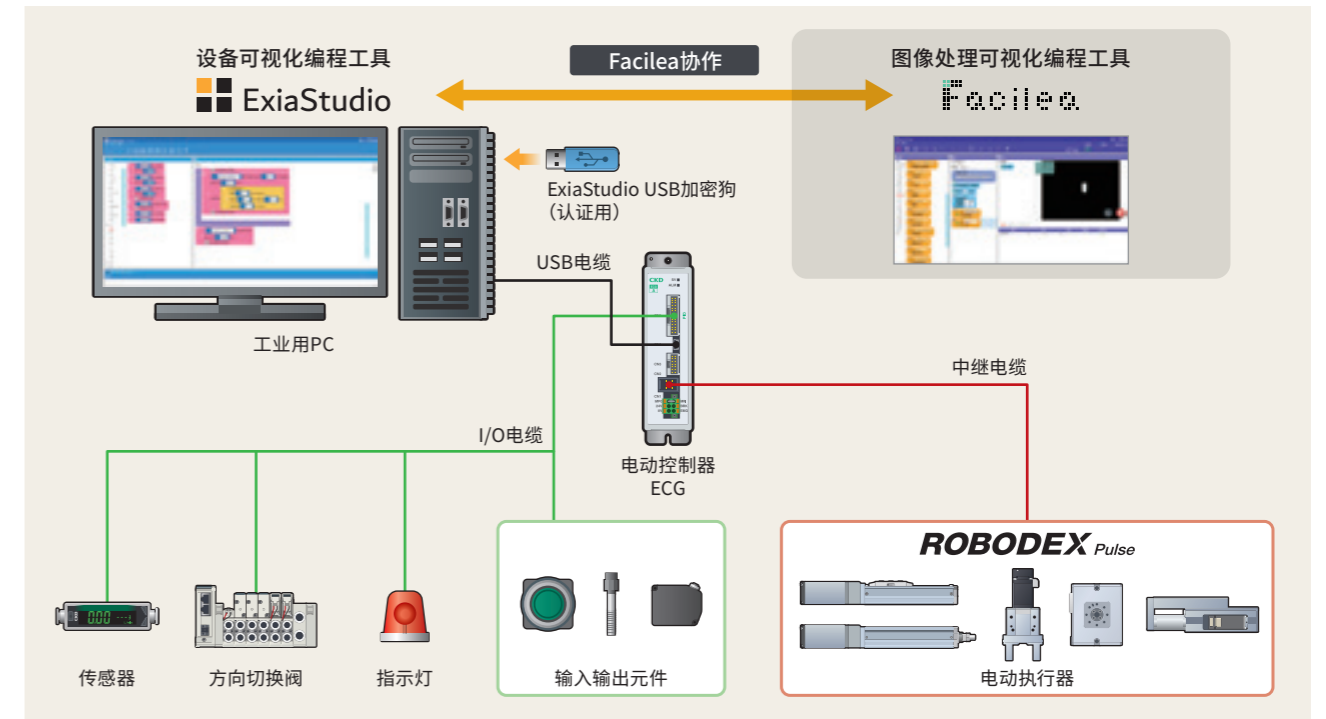 设备可视化编程工具
ExiaStudio
Facilea协作
图像处理可视化编程工具
Facilea
ExiaStudio USB加密狗
（认证用）
USB电缆
CKD
工业用PC
中继电缆
I/O电缆
电动控制器
ECG
ROBODEX Pulse
0.00
传感器
方向切换阀
指示灯
输入输出元件
电动执行器